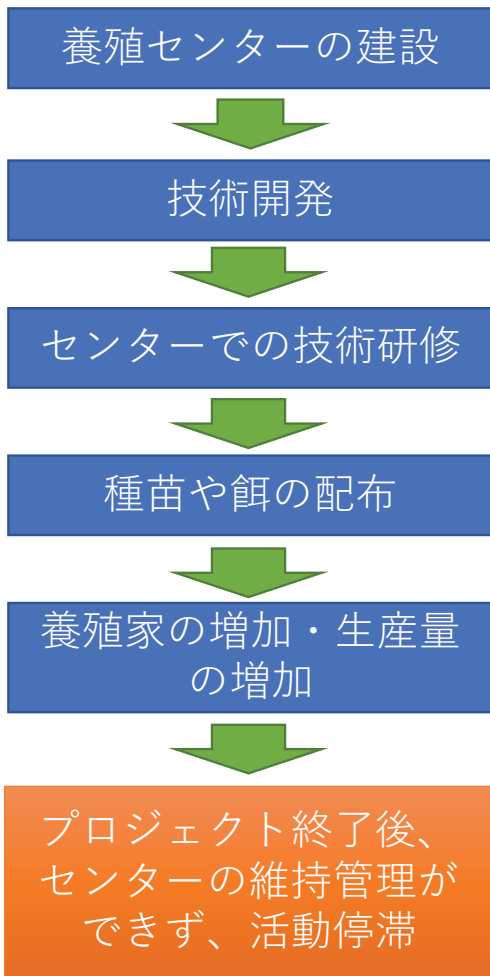 養殖センターの建設
技術開発
センターでの技術研修
種苗や餌の配布
養殖家の増加・生産量
の増加
プロジェクト終了後、
センターの維持管理が
できず、活動停滞